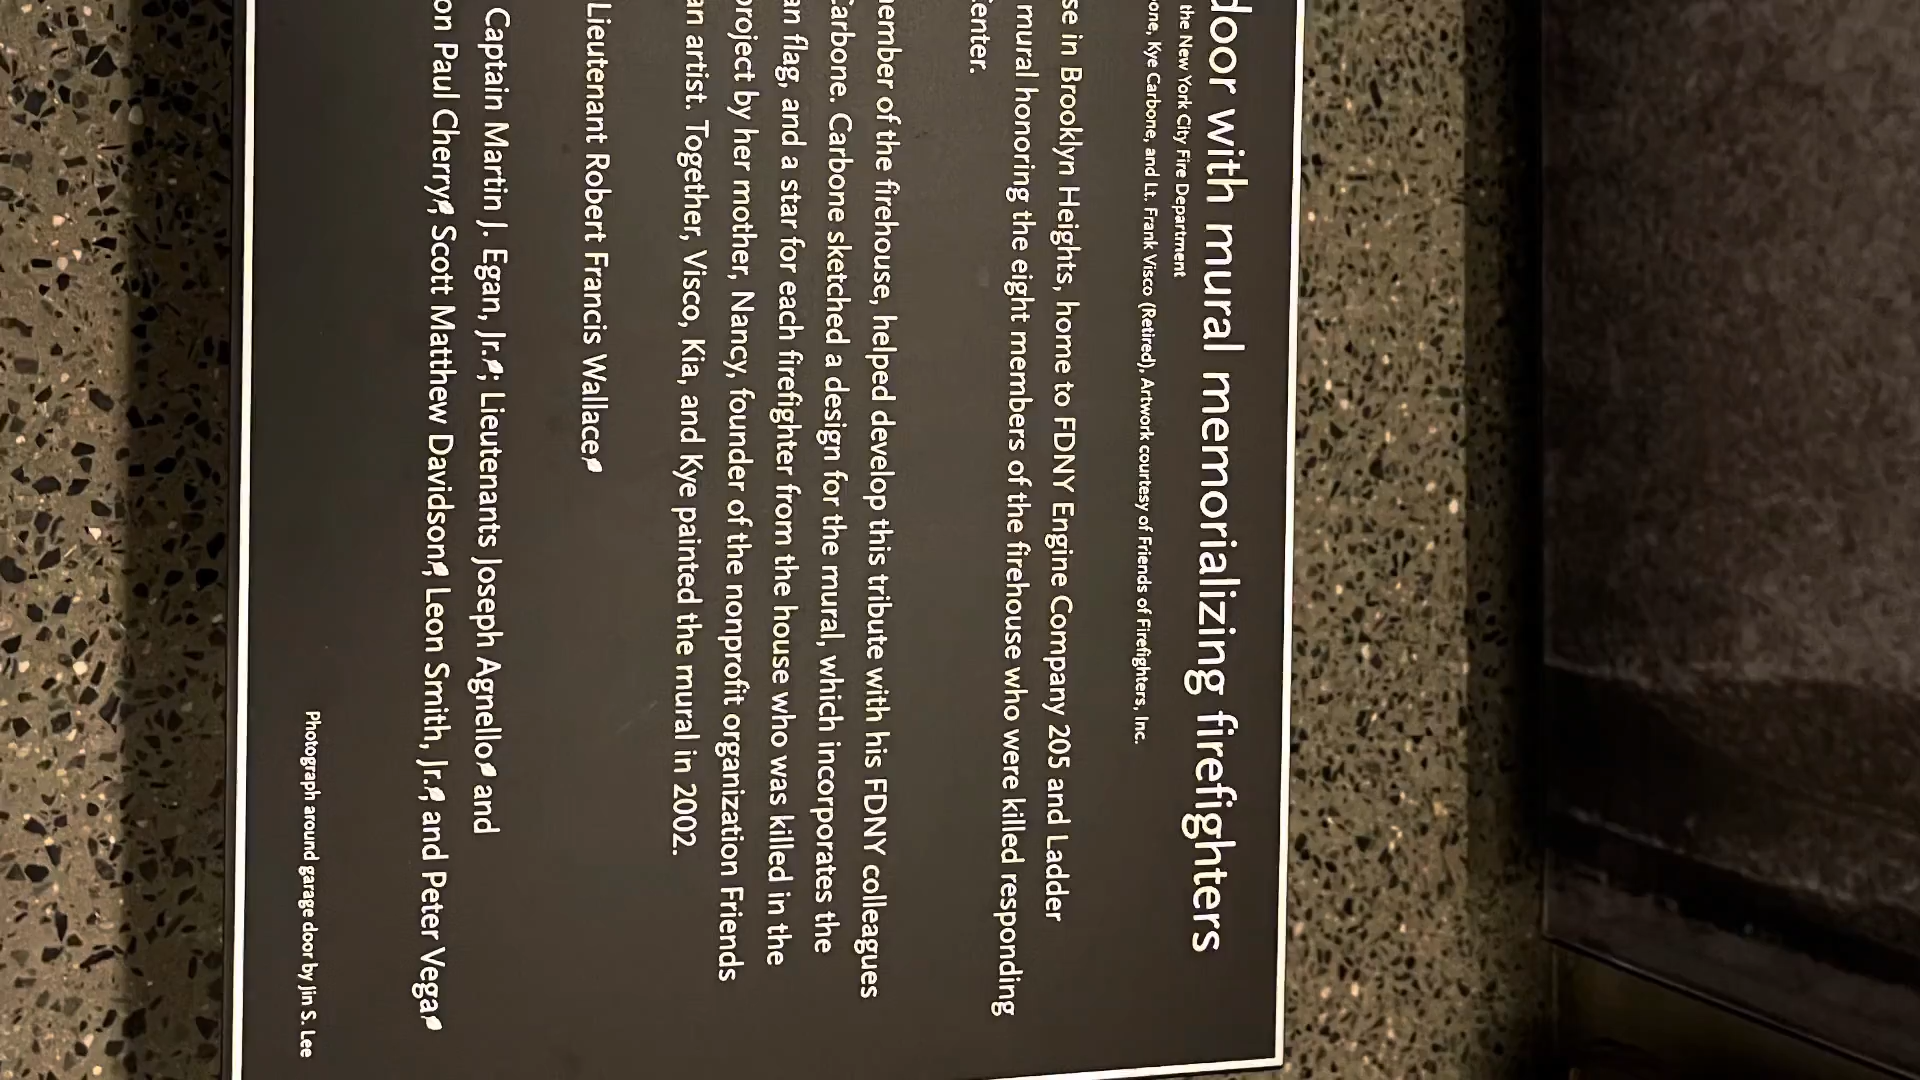 door with mural memorializing firefighters
the New York City Fire Department
one, Kye Carbone, and Lt. Frank Visco (Retired), Artwork courtesy of Friends of Firefighters, Inc.
se in Brooklyn Heights, home to FDNY Engine Company 205 and Ladder
mural honoring the eight members of the firehouse who were killed responding
Center.
ember of the firehouse, helped develop this tribute with his FDNY colleagues
Carbone. Carbone sketched a design for the mural, which incorporates the
an flag, and a star for each firefighter from the house who was killed in the
project by her mother, Nancy, founder of the nonprofit organization Friends
an artist. Together, Visco, Kia, and Kye painted the mural in 2002.
Lieutenant Robert Francis Wallace
Captain Martin J. Egan, Jr.; Lieutenants Joseph Agnello and
on Paul Cherry, Scott Matthew Davidson, Leon Smith, Jr., and Peter Vega
Photograph around garage door by Jin S. Lee